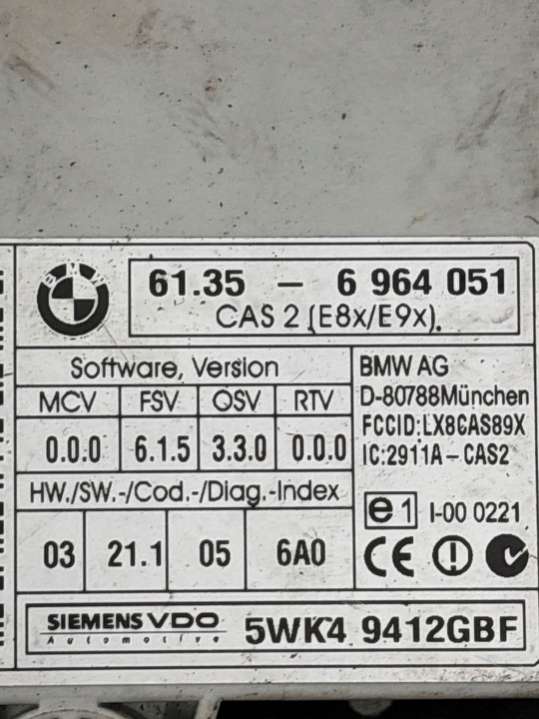 BMW
61.35 – 6 964 051
CAS 2 (E8x/E9x).
Software, Version
MCV FSV OSV RTV
0.0.0 6.1.5 3.3.0 0.0.0
HW./SW.-/Cod.-/Diag.-Index
03 21.1 05 6A0
BMW AG
D-80788München
FCCID:LX8CAS89X
IC:2911A-CAS2
e1 I-00 0221
CE
SIEMENS VDO
Automotive
5WK4 9412GBF